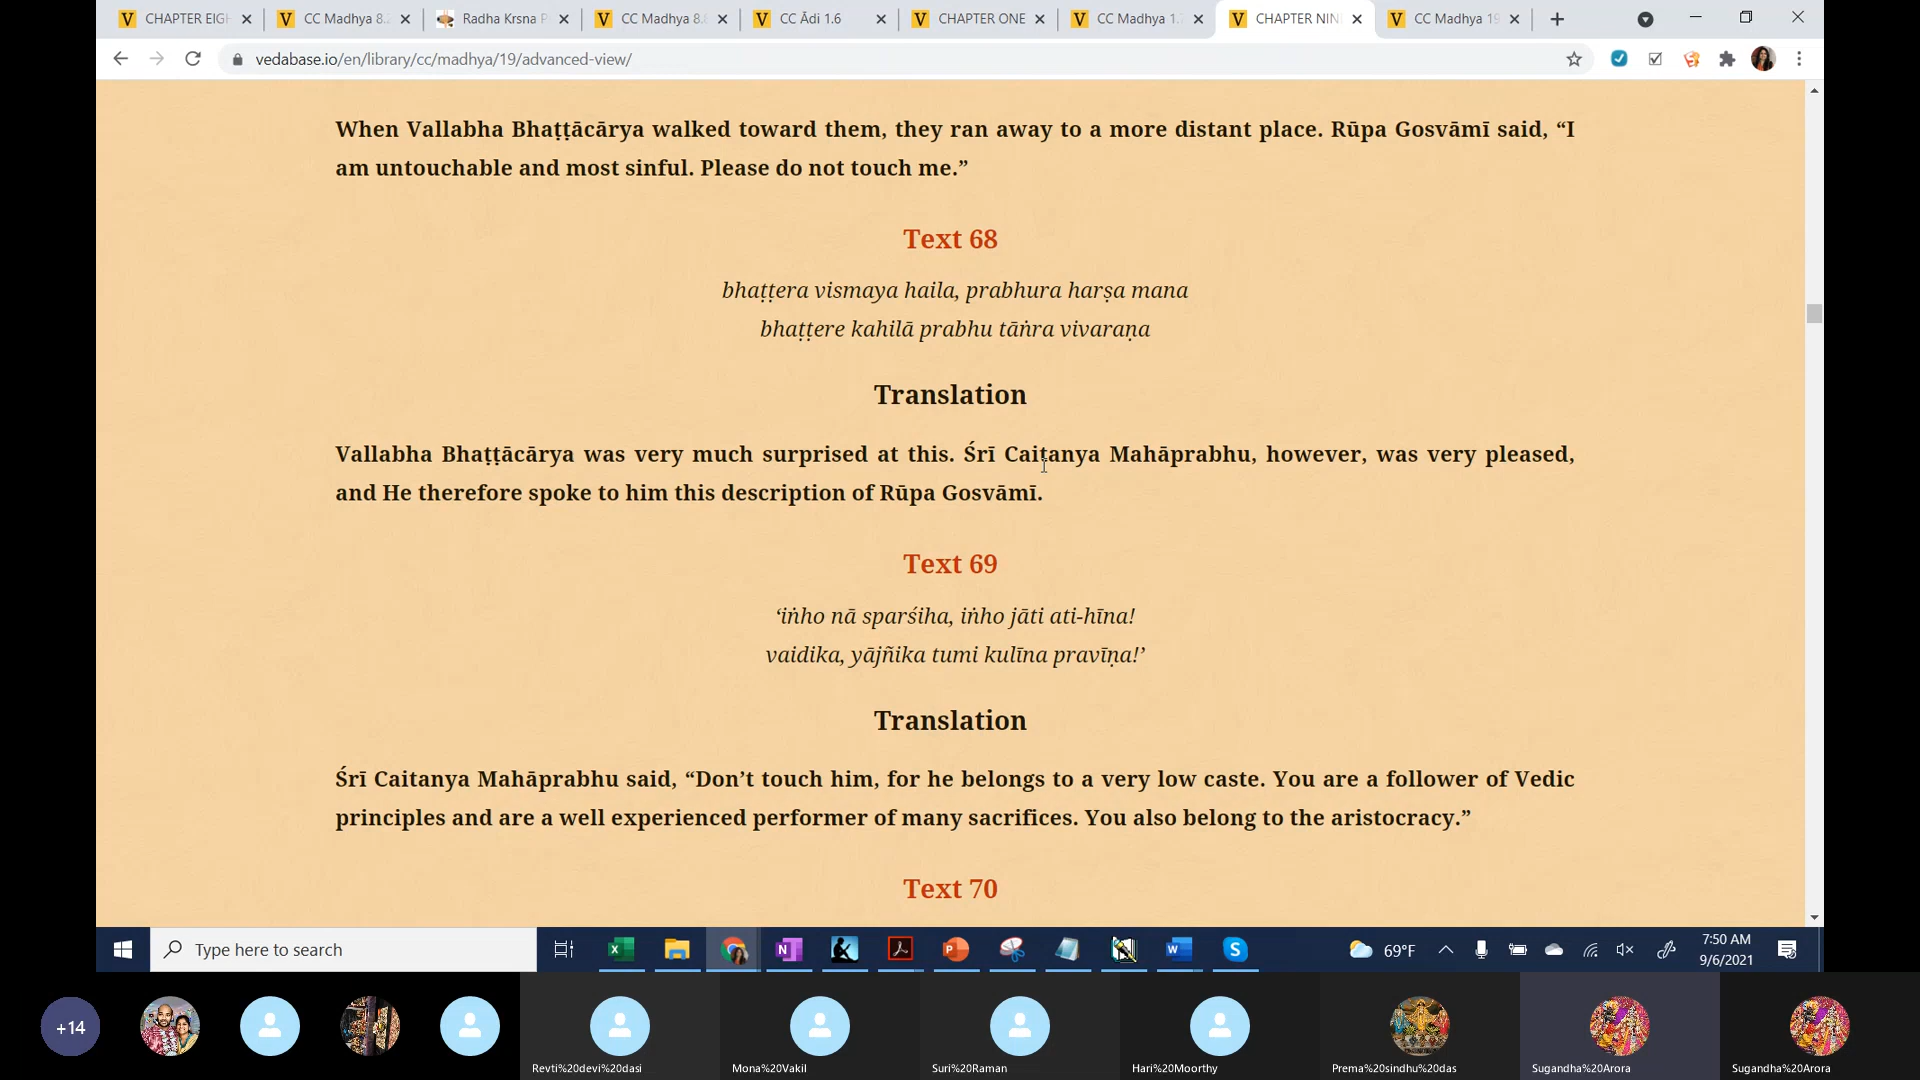 CHAPTER EIGH
CC Madhya 8.2
Radha Krsna P
CC Madhya 8.
CC Ādi 1.6
CHAPTER ONE
CC Madhya 1.
CHAPTER NIN
CC Madhya 19
vedabase.io/en/library/cc/madhya/19/advanced-view/
When Vallabha Bhaṭṭācārya walked toward them, they ran away to a more distant place. Rūpa Gosvāmī said, “I
am untouchable and most sinful. Please do not touch me.”
Text 68
bhaṭṭera vismaya haila, prabhura harṣa mana
bhaṭṭere kahilā prabhu tāṅra vivaraṇa
Translation
Vallabha Bhaṭṭācārya was very much surprised at this. Śrī Caitanya Mahāprabhu, however, was very pleased,
and He therefore spoke to him this description of Rūpa Gosvāmī.
Text 69
‘iṅho nā sparśiha, iṅho jāti ati-hīna!
vaidika, yājñika tumi kulīna pravīṇa!’
Translation
Śrī Caitanya Mahāprabhu said, “Don’t touch him, for he belongs to a very low caste. You are a follower of Vedic
principles and are a well experienced performer of many sacrifices. You also belong to the aristocracy.”
Text 70
Type here to search
69°F
7:50 AM
9/6/2021
+14
Revti%20devi%20dasi
Mona%20Vakil
Suri%20Raman
Hari%20Moorthy
Prema%20sindhu%20das
Sugandha%20Arora
Sugandha%20Arora